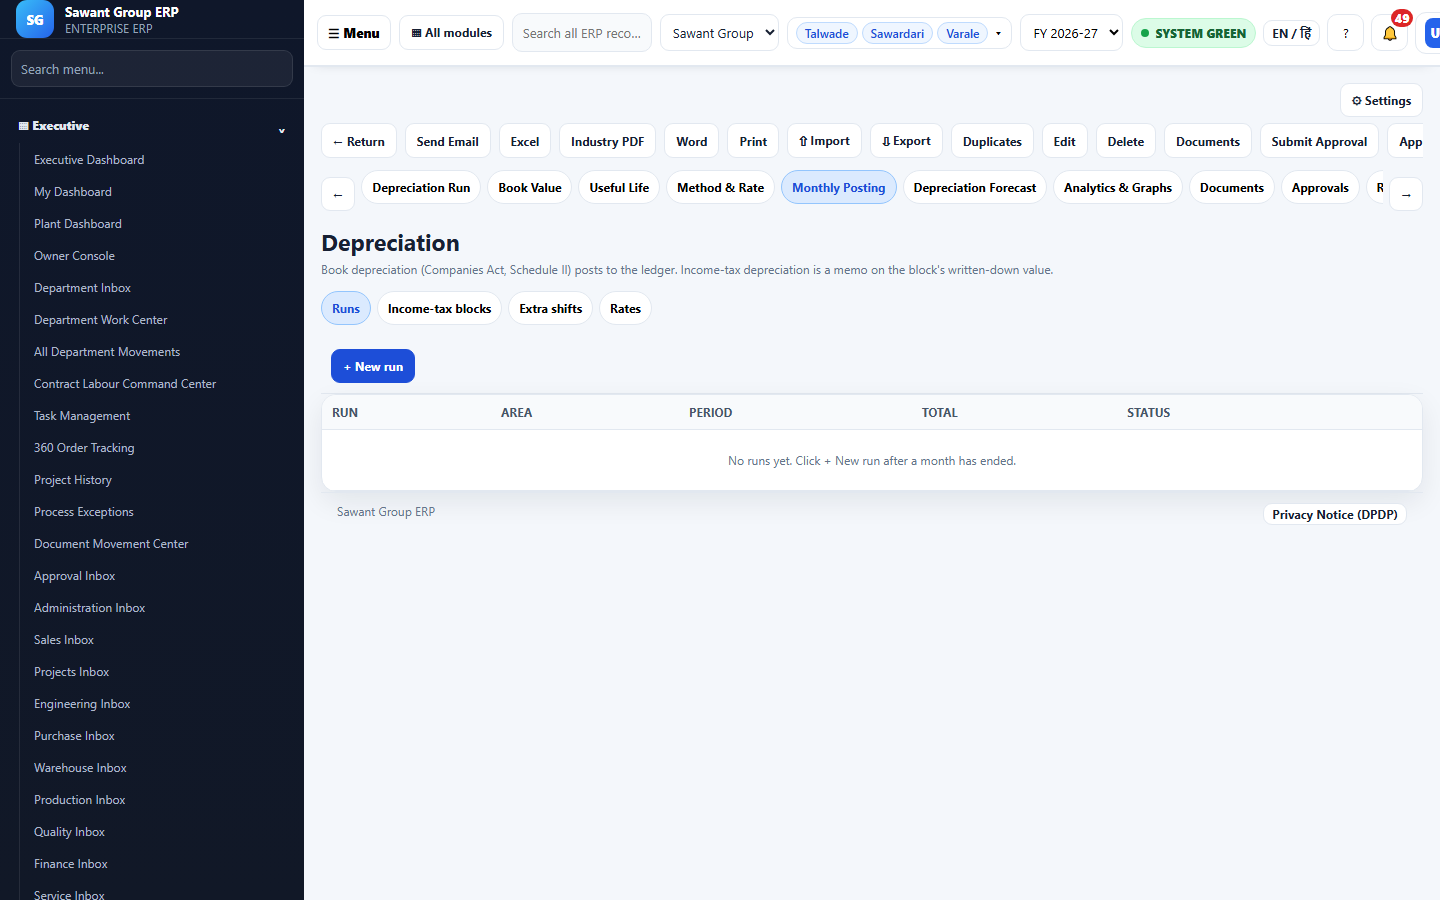 SG
Sawant Group ERP
ENTERPRISE ERP
☰ Menu
All modules
Search all ERP reco...
Sawant Group
Talwade Sawardari Varale
FY 2026-27
SYSTEM GREEN
EN / हिं
?
49
U
Search menu...
Executive
Executive Dashboard
My Dashboard
Plant Dashboard
Owner Console
Department Inbox
Department Work Center
All Department Movements
Contract Labour Command Center
Task Management
360 Order Tracking
Project History
Process Exceptions
Document Movement Center
Approval Inbox
Administration Inbox
Sales Inbox
Projects Inbox
Engineering Inbox
Purchase Inbox
Warehouse Inbox
Production Inbox
Quality Inbox
Finance Inbox
Service Inbox
⚙ Settings
← Return Send Email Excel Industry PDF Word Print ⇧ Import ⇩ Export Duplicates Edit Delete Documents Submit Approval App
← Depreciation Run Book Value Useful Life Method & Rate Monthly Posting Depreciation Forecast Analytics & Graphs Documents Approvals R →
Depreciation
Book depreciation (Companies Act, Schedule II) posts to the ledger. Income-tax depreciation is a memo on the block's written-down value.
Runs Income-tax blocks Extra shifts Rates
+ New run
RUN AREA PERIOD TOTAL STATUS
No runs yet. Click + New run after a month has ended.
Sawant Group ERP
Privacy Notice (DPDP)